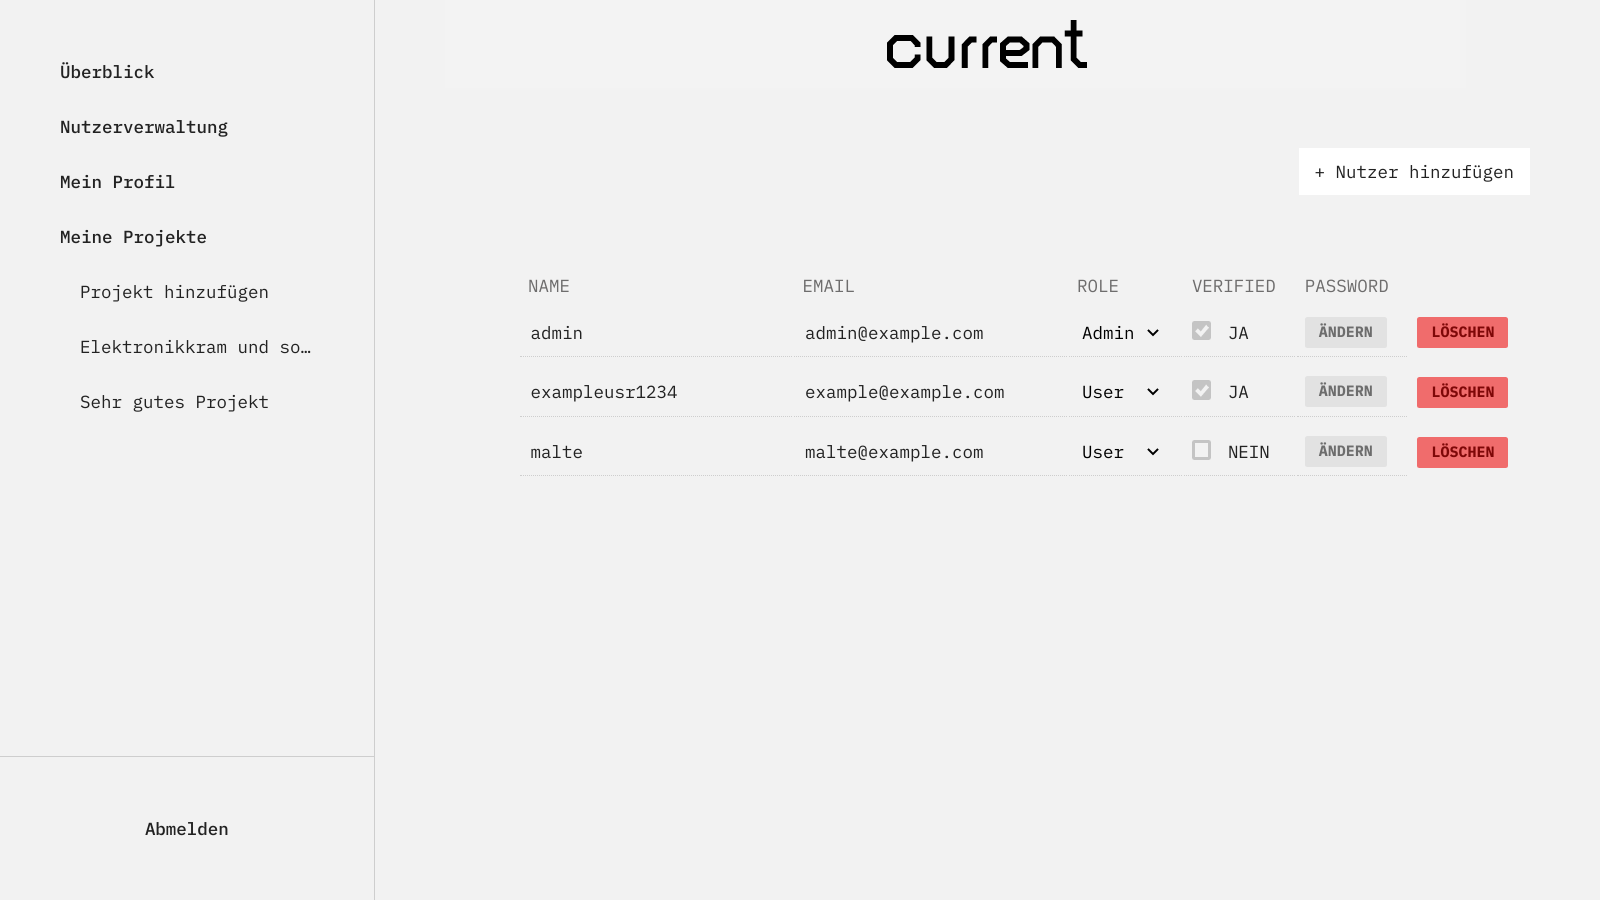 current
Überblick
Nutzerverwaltung
Mein Profil
Meine Projekte
Projekt hinzufügen
Elektronikkram und so…
Sehr gutes Projekt
Abmelden
+ Nutzer hinzufügen
NAME EMAIL ROLE VERIFIED PASSWORD
admin admin@example.com Admin JA ÄNDERN LÖSCHEN
exampleusr1234 example@example.com User JA ÄNDERN LÖSCHEN
malte malte@example.com User NEIN ÄNDERN LÖSCHEN